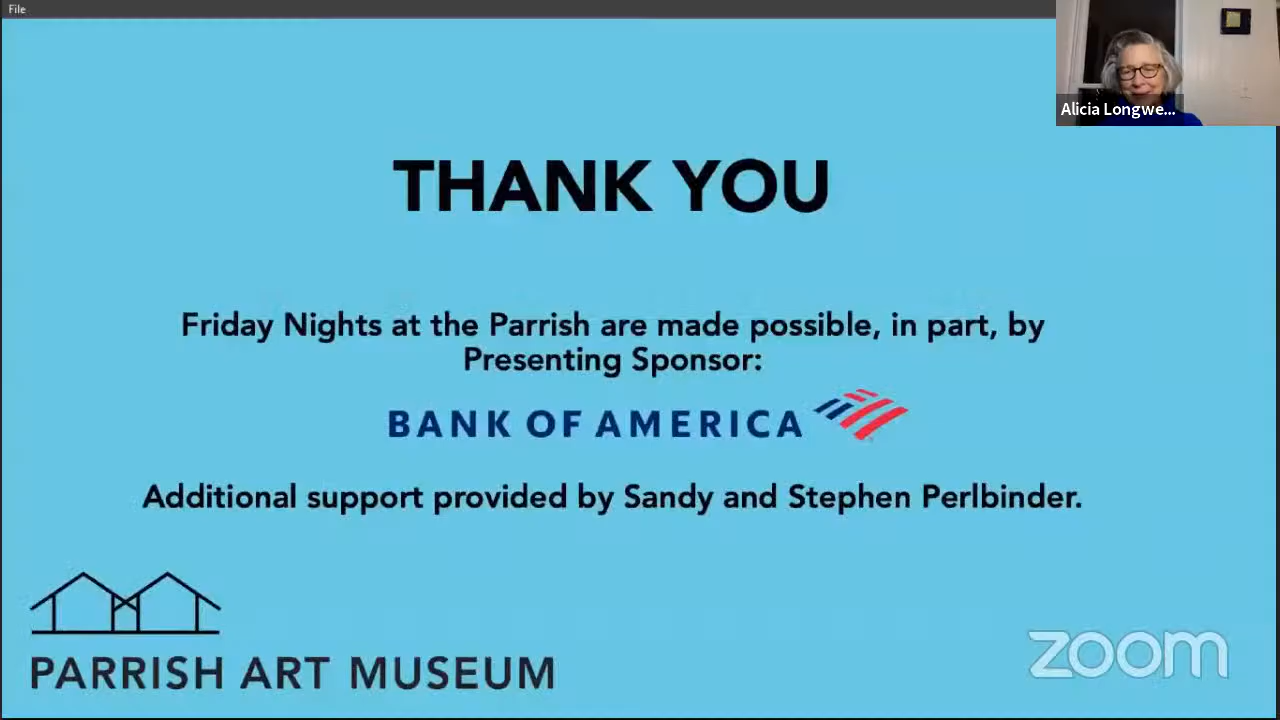 File
Alicia Longwe...
THANK YOU
Friday Nights at the Parrish are made possible, in part, by
Presenting Sponsor:
BANK OF AMERICA
Additional support provided by Sandy and Stephen Perlbinder.
PARRISH ART MUSEUM
zoom